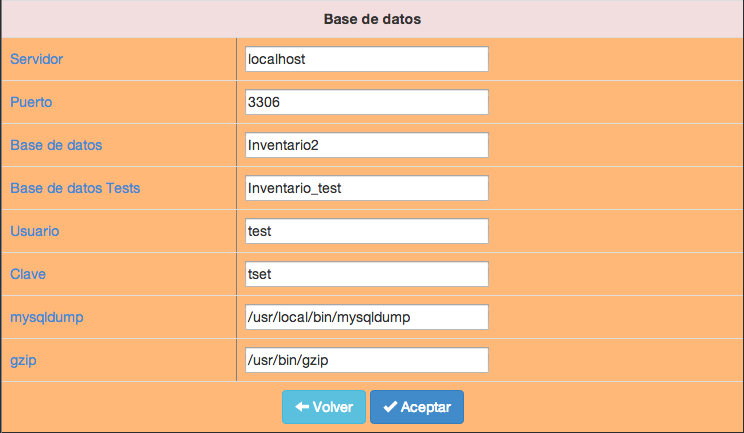 Base de datos
Servidor localhost
Puerto 3306
Base de datos Inventario2
Base de datos Tests Inventario_test
Usuario test
Clave tset
mysqldump /usr/local/bin/mysqldump
gzip /usr/bin/gzip
Volver Aceptar